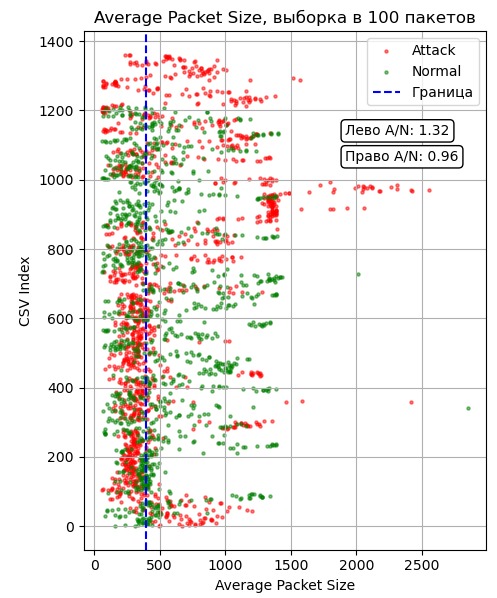 Average Packet Size, выборка в 100 пакетов
1400
1200
1000
800
600
400
200
0
CSV Index
Attack
Normal
Граница
Лево A/N: 1.32
Право A/N: 0.96
0
500
1000
1500
2000
2500
Average Packet Size